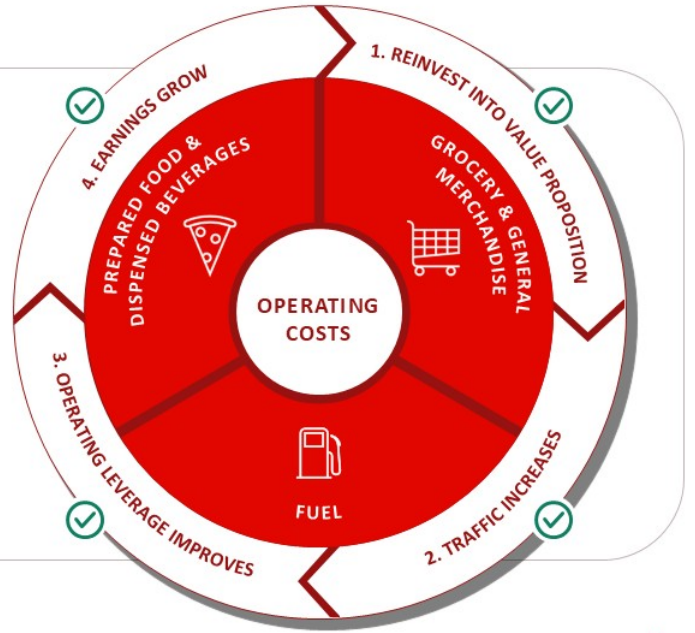 1. REINVEST INTO VALUE PROPOSITION
2. TRAFFIC INCREASES
3. OPERATING LEVERAGE IMPROVES
4. EARNINGS GROW
PREPARED FOOD &
DISPENSED BEVERAGES
GROCERY & GENERAL
MERCHANDISE
OPERATING
COSTS
FUEL